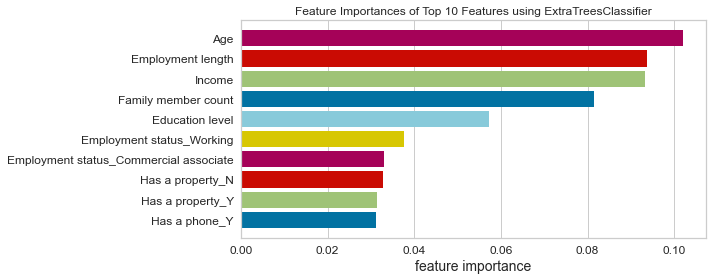 Feature Importances of Top 10 Features using ExtraTreesClassifier
Age
Employment length
Income
Family member count
Education level
Employment status_Working
Employment status_Commercial associate
Has a property_N
Has a property_Y
Has a phone_Y
0.00 0.02 0.04 0.06 0.08 0.10
feature importance